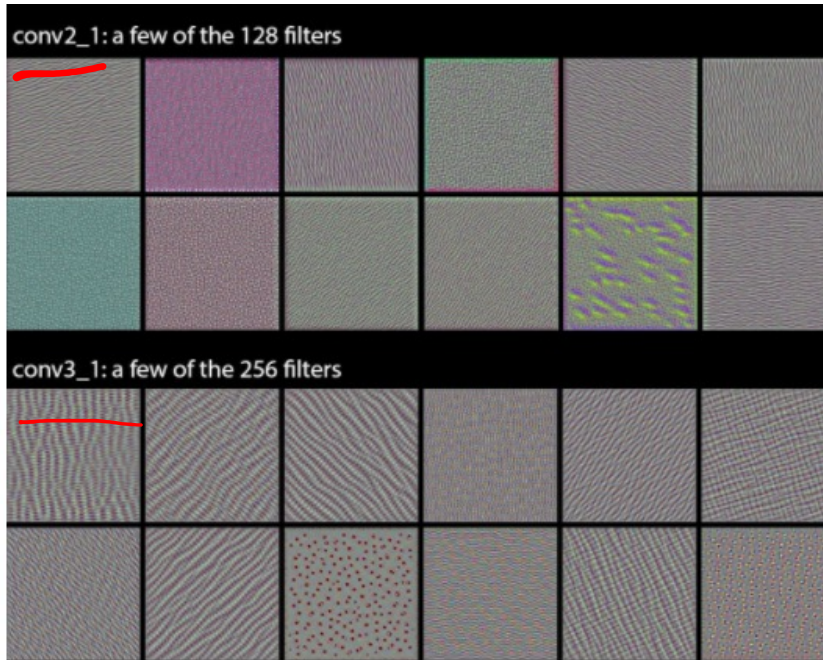 conv2_1: a few of the 128 filters
conv3_1: a few of the 256 filters